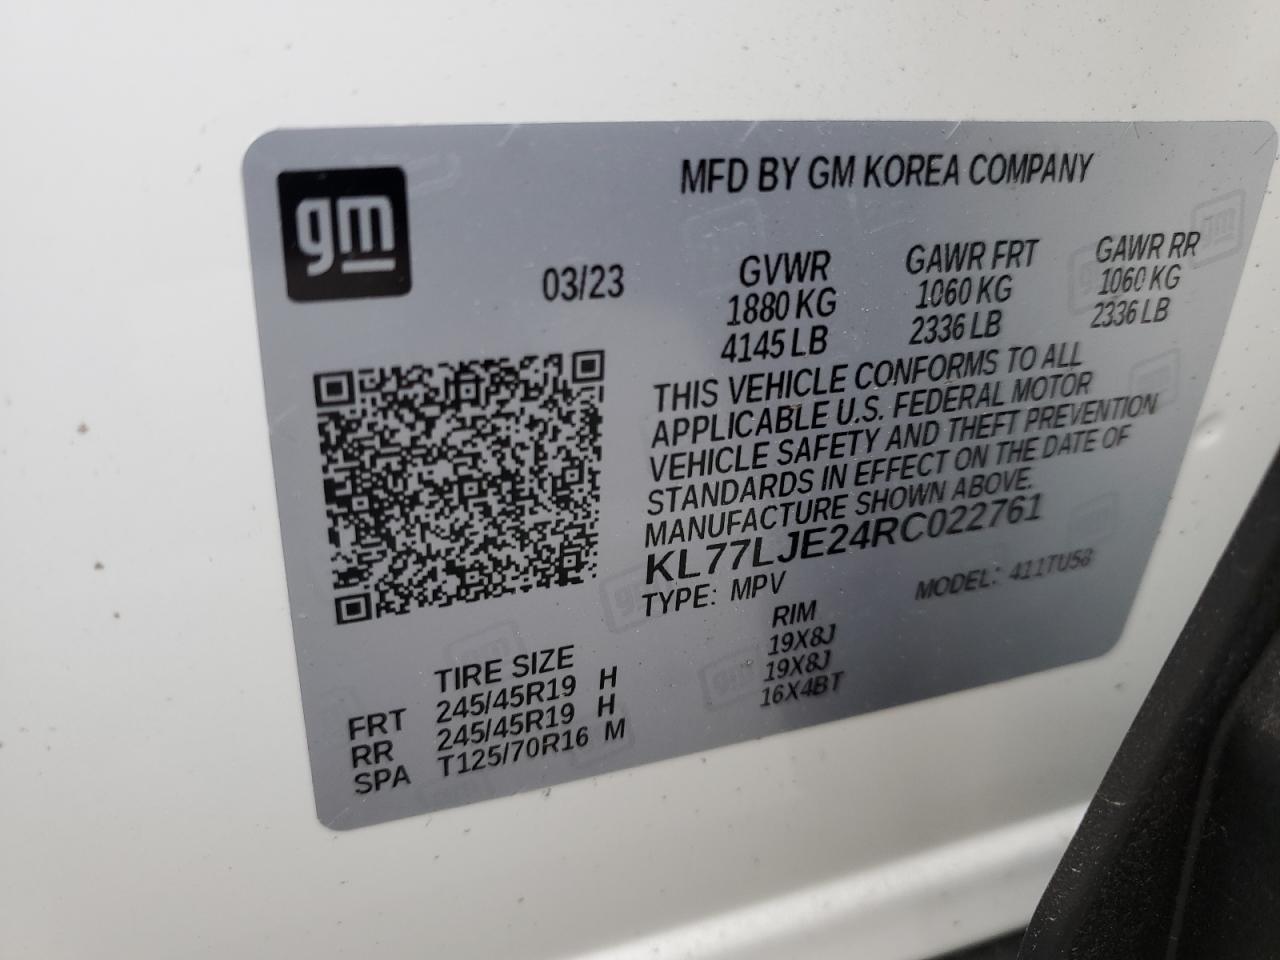 gm
MFD BY GM KOREA COMPANY
03/23
GVWR
1880 KG
4145 LB
GAWR FRT
1060 KG
2336 LB
GAWR RR
1060 KG
2336 LB
THIS VEHICLE CONFORMS TO ALL
APPLICABLE U.S. FEDERAL MOTOR
VEHICLE SAFETY AND THEFT PREVENTION
STANDARDS IN EFFECT ON THE DATE OF
MANUFACTURE SHOWN ABOVE.
KL77LJE24RC022761
TYPE: MPV MODEL: 411TU58
TIRE SIZE RIM
FRT 245/45R19 H 19X8J
RR 245/45R19 H 19X8J
SPA T125/70R16 M 16X4BT